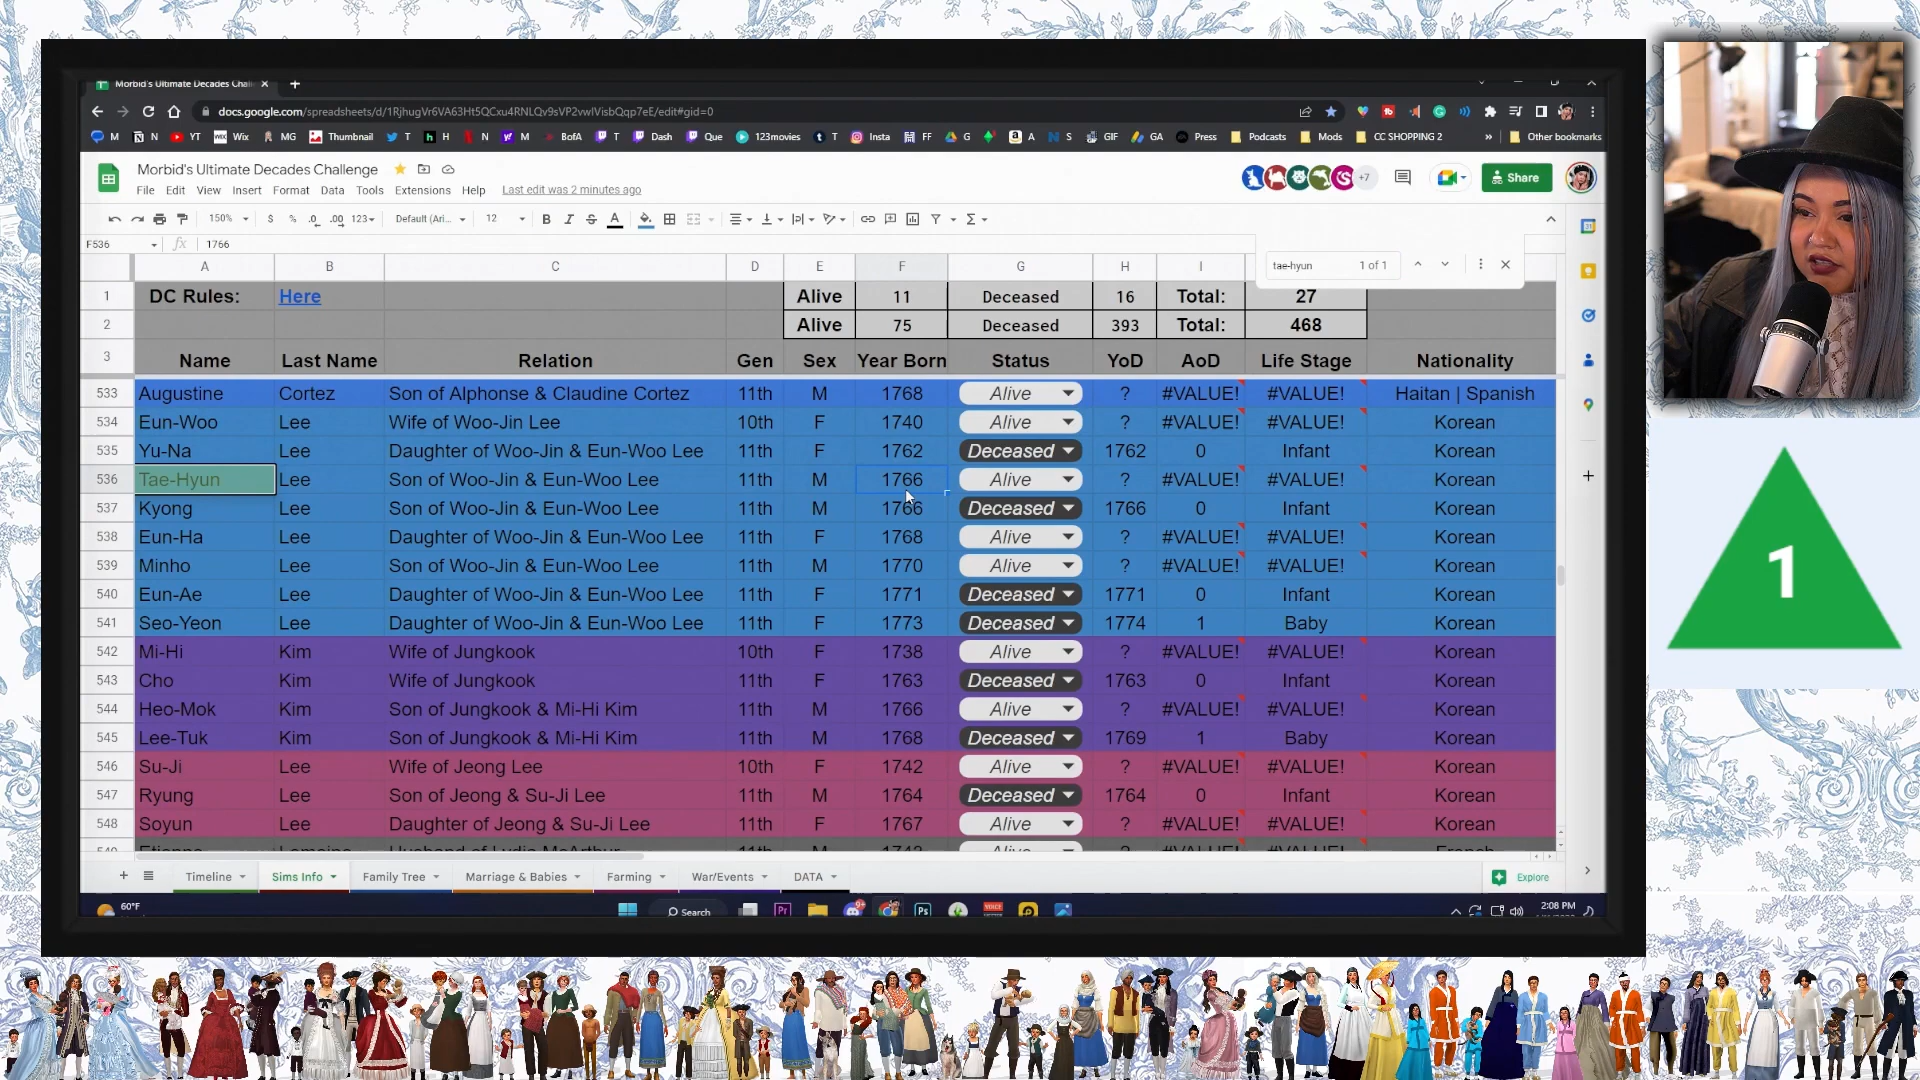 Morbid's Ultimate Decades Chall
docs.google.com/spreadsheets/d/1RjhugVr6VA63Ht5QCxu4RNLQv9sVP2vwIVisbQqp7eE/edit#gid=0
M N YT Wix MG Thumbnail T H N M BofA T Dash Que 123movies T Insta FF G A S GIF GA Press Podcasts Mods CC SHOPPING 2 » Other bookmarks
Morbid's Ultimate Decades Challenge
+7 Share
File Edit View Insert Format Data Tools Extensions Help Last edit was 2 minutes ago
150% $ % .0 .00 123 Default (Ari... 12 B I S A
F536 fx 1766
tae-hyun 1 of 1
A B C D E F G H I
1 DC Rules: Here Alive 11 Deceased 16 Total: 27
2 Alive 75 Deceased 393 Total: 468
3 Name Last Name Relation Gen Sex Year Born Status YoD AoD Life Stage Nationality
533 Augustine Cortez Son of Alphonse & Claudine Cortez 11th M 1768 Alive ? #VALUE! #VALUE! Haitan | Spanish
534 Eun-Woo Lee Wife of Woo-Jin Lee 10th F 1740 Alive ? #VALUE! #VALUE! Korean
535 Yu-Na Lee Daughter of Woo-Jin & Eun-Woo Lee 11th F 1762 Deceased 1762 0 Infant Korean
536 Tae-Hyun Lee Son of Woo-Jin & Eun-Woo Lee 11th M 1766 Alive ? #VALUE! #VALUE! Korean
537 Kyong Lee Son of Woo-Jin & Eun-Woo Lee 11th M 1766 Deceased 1766 0 Infant Korean
538 Eun-Ha Lee Daughter of Woo-Jin & Eun-Woo Lee 11th F 1768 Alive ? #VALUE! #VALUE! Korean
539 Minho Lee Son of Woo-Jin & Eun-Woo Lee 11th M 1770 Alive ? #VALUE! #VALUE! Korean
540 Eun-Ae Lee Daughter of Woo-Jin & Eun-Woo Lee 11th F 1771 Deceased 1771 0 Infant Korean
541 Seo-Yeon Lee Daughter of Woo-Jin & Eun-Woo Lee 11th F 1773 Deceased 1774 1 Baby Korean
542 Mi-Hi Kim Wife of Jungkook 10th F 1738 Alive ? #VALUE! #VALUE! Korean
543 Cho Kim Wife of Jungkook 11th F 1763 Deceased 1763 0 Infant Korean
544 Heo-Mok Kim Son of Jungkook & Mi-Hi Kim 11th M 1766 Alive ? #VALUE! #VALUE! Korean
545 Lee-Tuk Kim Son of Jungkook & Mi-Hi Kim 11th M 1768 Deceased 1769 1 Baby Korean
546 Su-Ji Lee Wife of Jeong Lee 10th F 1742 Alive ? #VALUE! #VALUE! Korean
547 Ryung Lee Son of Jeong & Su-Ji Lee 11th M 1764 Deceased 1764 0 Infant Korean
548 Soyun Lee Daughter of Jeong & Su-Ji Lee 11th F 1767 Alive ? #VALUE! #VALUE! Korean
Timeline Sims Info Family Tree Marriage & Babies Farming War/Events DATA Explore
60°F Search 2:08 PM
1